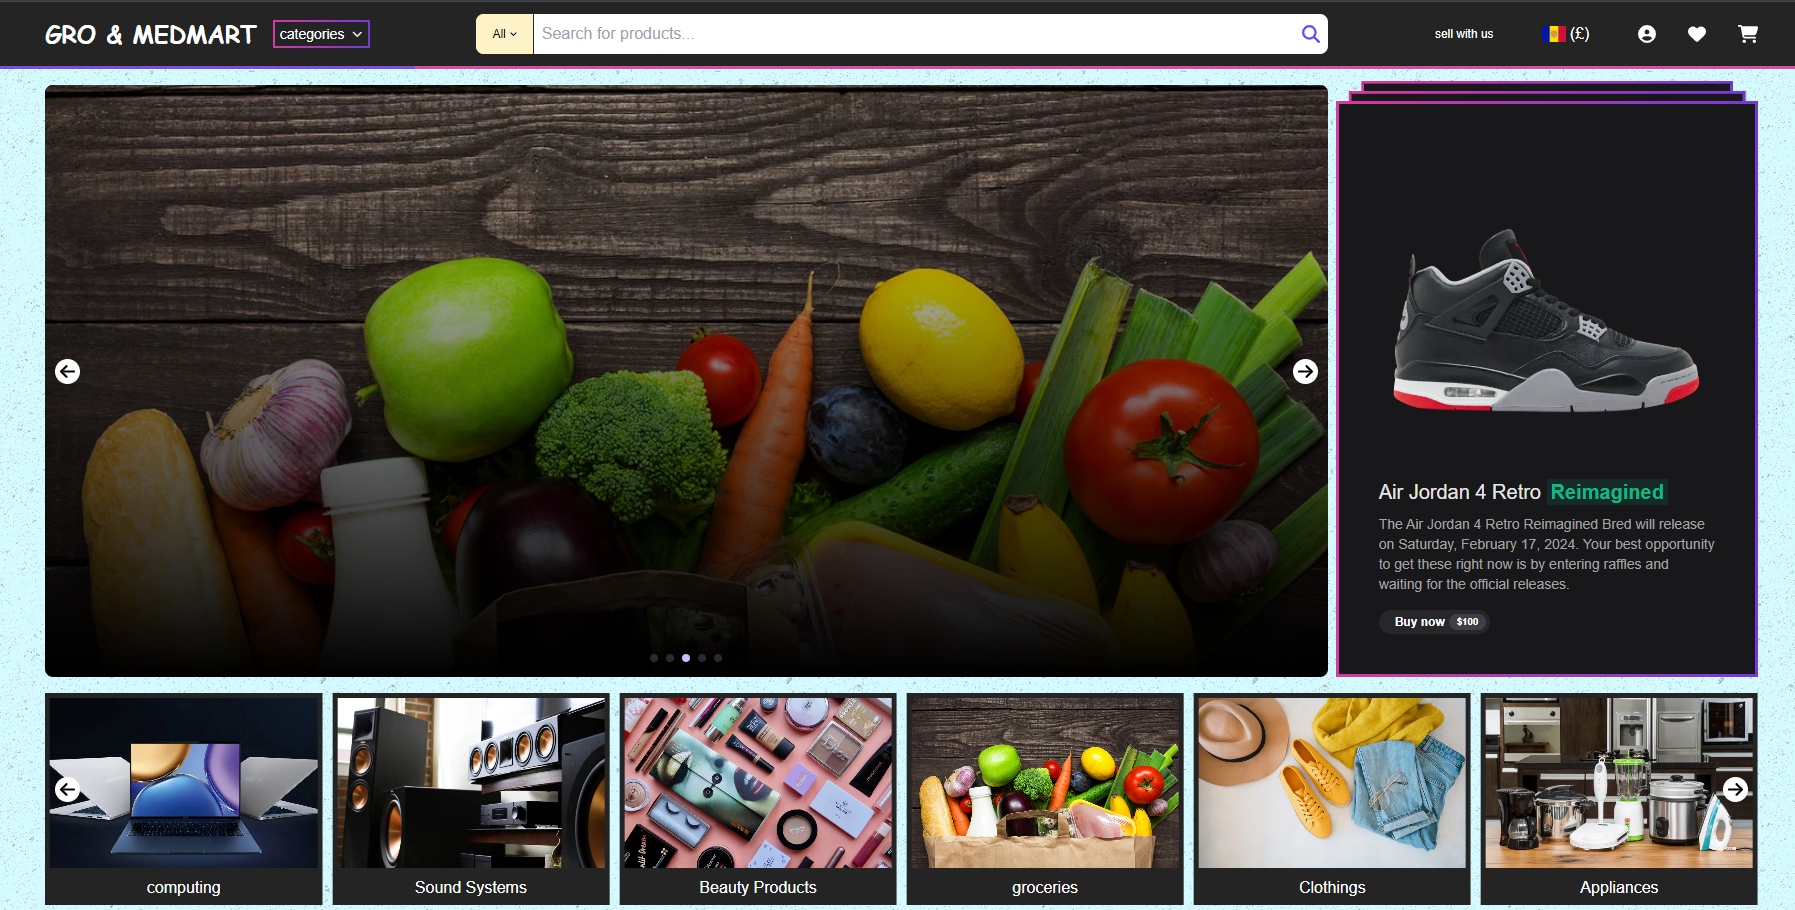 GRO & MEDMART
categories
All
Search for products...
sell with us
(£)
Air Jordan 4 Retro Reimagined
The Air Jordan 4 Retro Reimagined Bred will release
on Saturday, February 17, 2024. Your best opportunity
to get these right now is by entering raffles and
waiting for the official releases.
Buy now $100
computing
Sound Systems
Beauty Products
groceries
Clothings
Appliances